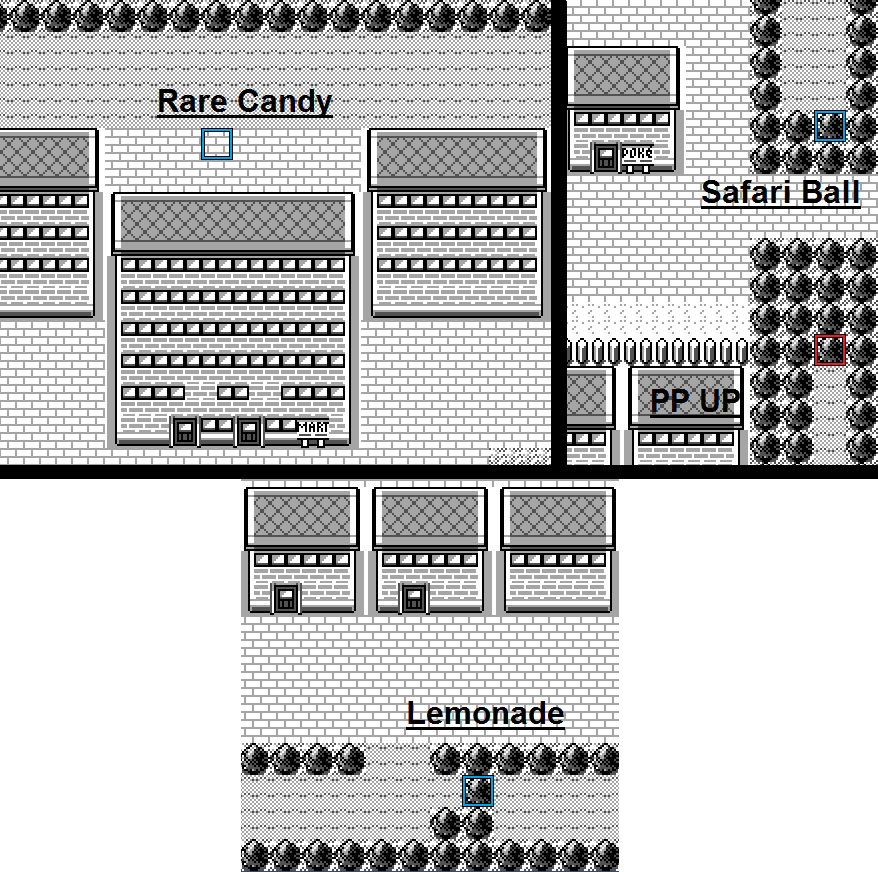 Rare Candy
MART
POKé
Safari Ball
PP UP
Lemonade